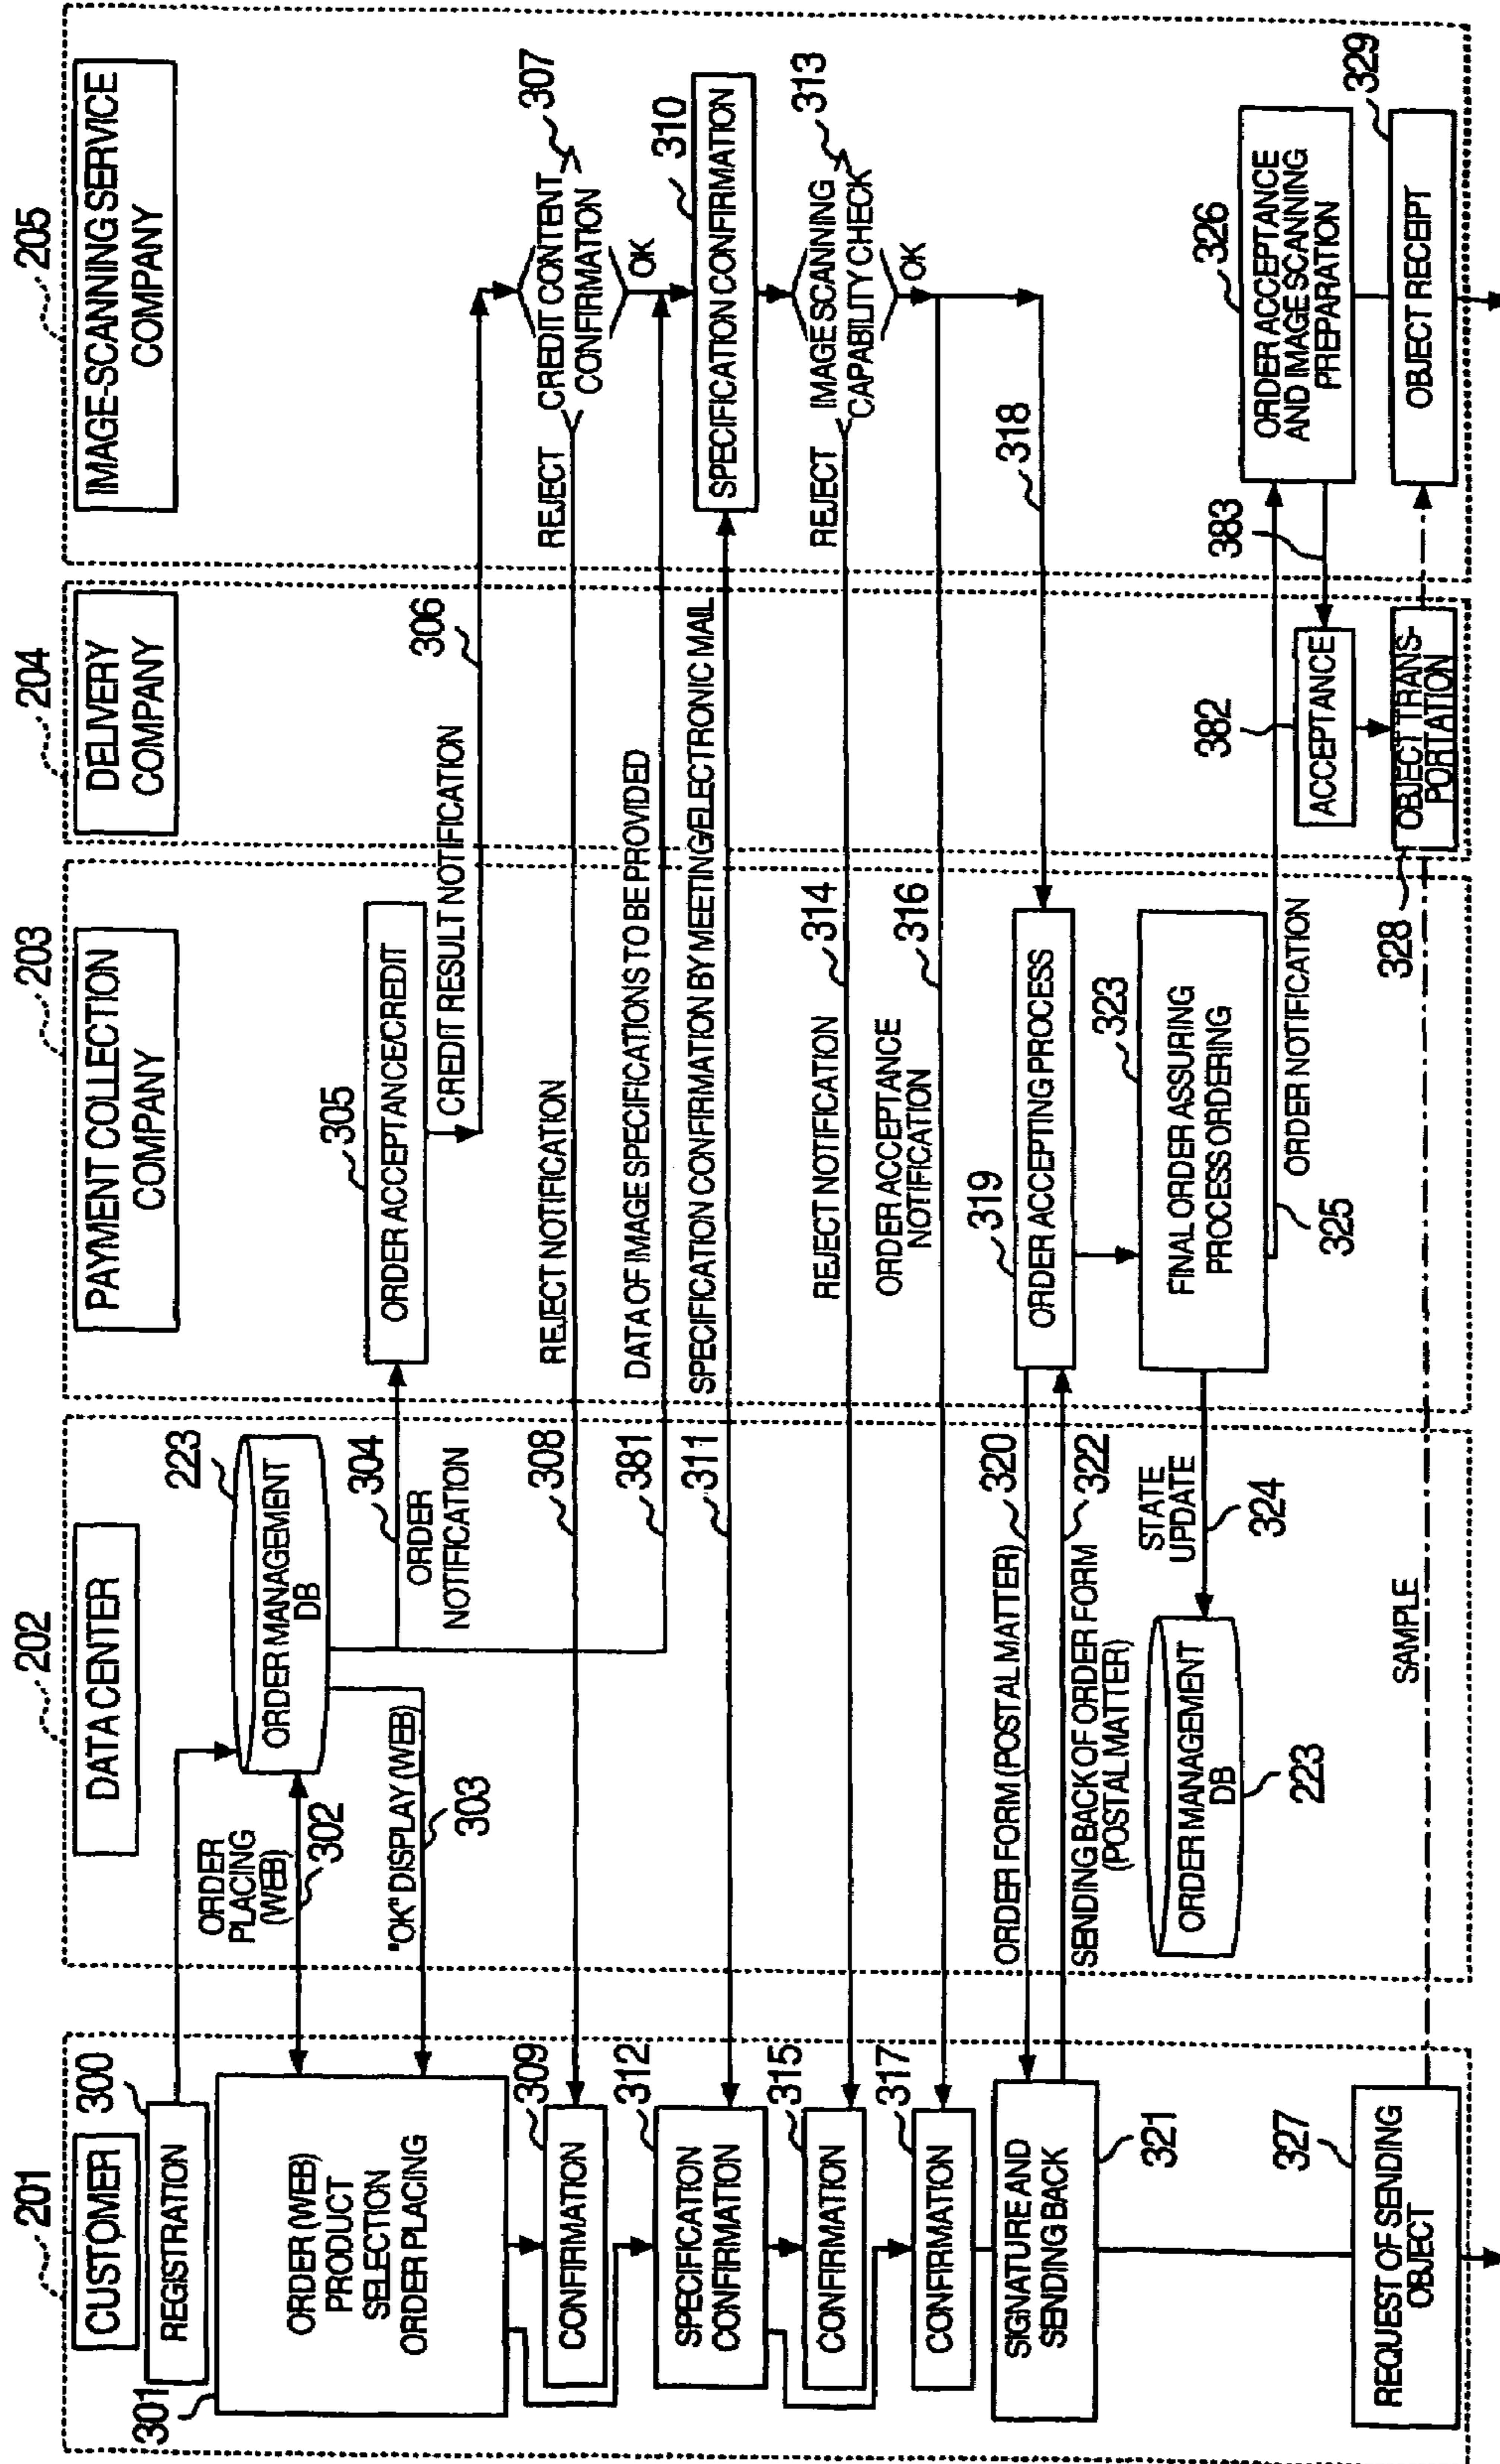 201
CUSTOMER
300
REGISTRATION
301
ORDER (WEB)
PRODUCT
SELECTION
ORDER PLACING
309
CONFIRMATION
312
SPECIFICATION
CONFIRMATION
315
CONFIRMATION
317
CONFIRMATION
SIGNATURE AND
SENDING BACK
321
327
REQUEST OF SENDING
OBJECT
202
DATA CENTER
223
ORDER MANAGEMENT
DB
ORDER
PLACING
(WEB)
302
"OK" DISPLAY (WEB)
303
304
ORDER
NOTIFICATION
308
381
311
ORDER FORM (POSTAL MATTER)
320
SENDING BACK OF ORDER FORM
(POSTAL MATTER)
322
STATE
UPDATE
324
ORDER MANAGEMENT
DB
223
SAMPLE
203
PAYMENT COLLECTION
COMPANY
305
ORDER ACCEPTANCE/CREDIT
CREDIT RESULT NOTIFICATION
306
REJECT NOTIFICATION
DATA OF IMAGE SPECIFICATIONS TO BE PROVIDED
SPECIFICATION CONFIRMATION BY MEETING/ELECTRONIC MAIL
REJECT NOTIFICATION
314
ORDER ACCEPTANCE
NOTIFICATION
316
319
ORDER ACCEPTING PROCESS
323
FINAL ORDER ASSURING
PROCESS ORDERING
325
ORDER NOTIFICATION
204
DELIVERY
COMPANY
382
ACCEPTANCE
328
OBJECT TRANS-
PORTATION
205
IMAGE-SCANNING SERVICE
COMPANY
307
REJECT
CREDIT CONTENT
CONFIRMATION
OK
310
SPECIFICATION CONFIRMATION
313
REJECT
IMAGE SCANNING
CAPABILITY CHECK
OK
318
326
ORDER ACCEPTANCE
AND IMAGE SCANNING
PREPARATION
383
329
OBJECT RECEIPT